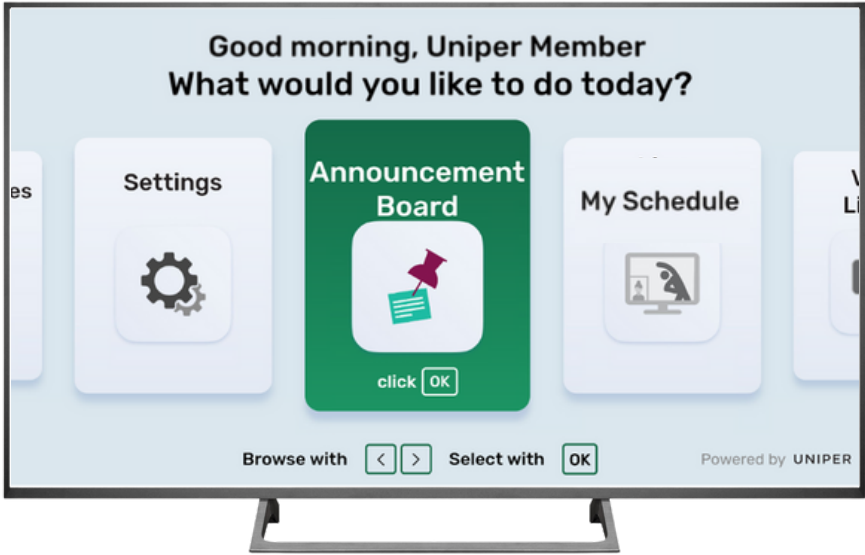 Good morning, Uniper Member
What would you like to do today?
es
Settings
Announcement
Board
click OK
My Schedule
Li
Browse with < > Select with OK
Powered by UNIPER